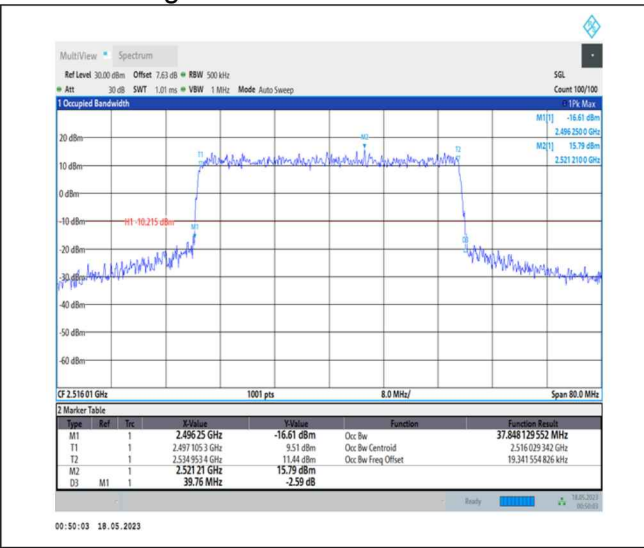 MultiView Spectrum
Ref Level 30.00 dBm Offset 7.63 dB RBW 500 kHz SGL
Att 30 dB SWT 1.01 ms VBW 1 MHz Mode Auto Sweep Count 100/100
1 Occupied Bandwidth 1Pk Max
M1[1] -16.61 dBm
2.496 250 0 GHz
M2[1] 15.79 dBm
2.521 210 0 GHz
M2
20 dBm
T1 T2
10 dBm
0 dBm
-10 dBm H1 -10.215 dBm
M1
-20 dBm
D3
-30 dBm
-40 dBm
-50 dBm
-60 dBm
CF 2.516 01 GHz 1001 pts 8.0 MHz/ Span 80.0 MHz
2 Marker Table
Type Ref Trc X-Value Y-Value Function Function Result
M1 1 2.496 25 GHz -16.61 dBm Occ Bw 37.848 129 552 MHz
T1 1 2.497 105 3 GHz 9.51 dBm Occ Bw Centroid 2.516 029 342 GHz
T2 1 2.534 953 4 GHz 11.44 dBm Occ Bw Freq Offset 19.341 554 826 kHz
M2 1 2.521 21 GHz 15.79 dBm
D3 M1 1 39.76 MHz -2.59 dB
Ready 18.05.2023
00:50:03
00:50:03 18.05.2023